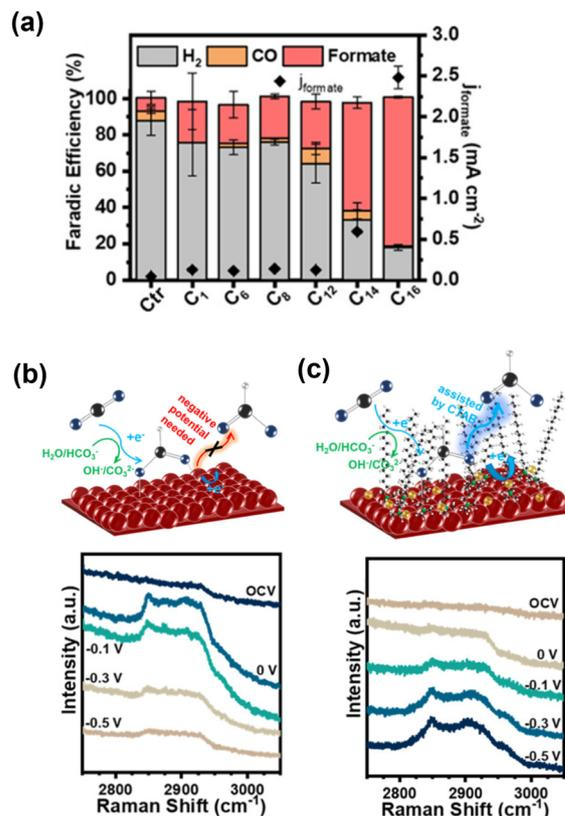 (a)
H₂ CO Formate
jformate
Faradic Efficiency (%)
100
80
60
40
20
0
3.0
2.5
2.0
1.5
1.0
0.5
0.0
jformate (mA cm⁻²)
Ctr C₁ C₆ C₈ C₁₂ C₁₄ C₁₆
(b)
negative
potential
needed
+e⁻
H₂O/HCO₃⁻
OH⁻/CO₃²⁻
Intensity (a.u.)
OCV
0 V
-0.1 V
-0.3 V
-0.5 V
2800 2900 3000
Raman Shift (cm⁻¹)
(c)
assisted
by CTAB
+e⁻
H₂O/HCO₃⁻
OH⁻/CO₃²⁻
+e⁻
Intensity (a.u.)
OCV
0 V
-0.1 V
-0.3 V
-0.5 V
2800 2900 3000
Raman Shift (cm⁻¹)